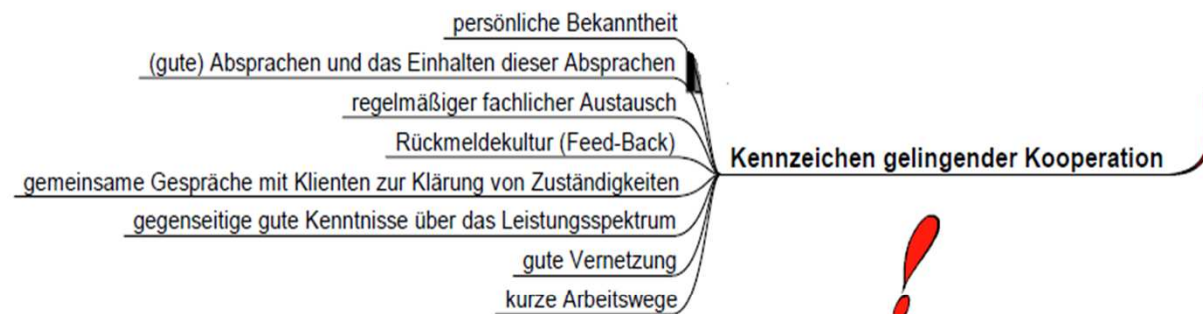 persönliche Bekanntheit
(gute) Absprachen und das Einhalten dieser Absprachen
regelmäßiger fachlicher Austausch
Rückmeldekultur (Feed-Back)
gemeinsame Gespräche mit Klienten zur Klärung von Zuständigkeiten
gegenseitige gute Kenntnisse über das Leistungsspektrum
gute Vernetzung
kurze Arbeitswege
Kennzeichen gelingender Kooperation